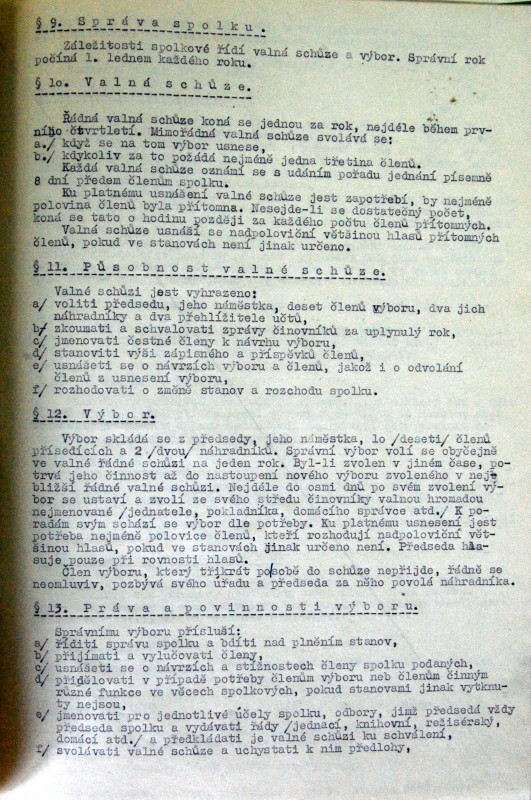 § 9. Správa spolku.
Záležitosti spolkové řídí valná schůze a výbor. Správní rok
počíná l. lednem každého roku.
§ lo. Valná schůze.
Řádná valná schůze koná se jednou za rok, nejdéle během prv-
ního čtvrtletí. Mimořádná valná schůze svolává se:
a./ když se na tom výbor usnese,
b./ kdykoliv za to požádá nejméně jedna třetina členů.
Každá valná schůze oznámí se s udáním pořadu jednání písemně
8 dní předem členům spolku.
Ku platnému usnášení valné schůze jest zapotřebí, by nejméně
polovina členů byla přítomna. Nesejde-li se dostatečný počet,
koná se tato o hodinu později za každého počtu členů přítomných.
Valná schůze usnáší se nadpoloviční většinou hlasů přítomných
členů, pokud ve stanovách není jinak určeno.
§ 11. Působnost valné schůze.
Valné schůzi jest vyhrazeno:
a/ voliti předsedu, jeho náměstka, deset členů výboru, dva jich
náhradníky a dva přehlížitele účtů,
b/ zkoumati a schvalovati zprávy činovníků za uplynulý rok,
c/ jmenovati čestné členy k návrhu výboru,
d/ stanoviti výši zápisného a příspěvků členů,
e/ usnášeti se o návrzích výboru a členů, jakož i o odvolání
členů z usnesení výboru,
f/ rozhodovati o změně stanov a rozchodu spolku.
§ 12. Výbor.
Výbor skládá se z předsedy, jeho náměstka, lo /deseti/ členů
přísedících a 2 /dvou/ náhradníků. Správní výbor volí se obyčejně
ve valné řádné schůzi na jeden rok. Byl-li zvolen v jiném čase, po-
trvá jeho činnost až do nastoupení nového výboru zvoleného v nej-
bližší řádné valné schůzi. Nejdéle do osmi dnů po svém zvolení vý-
bor se ustaví a zvolí ze svého středu činovníky valnou hromadou
nejmenované /jednatele, pokladníka, domácího správce atd./ K po-
radám svým schází se výbor dle potřeby. Ku platnému usnesení jest
potřeba nejméně polovice členů, kteří rozhodují nadpoloviční vět-
šinou hlasů, pokud ve stanovách jinak určeno není. Předseda hla-
suje pouze při rovnosti hlasů.
Člen výboru, který třikrát po sobě do schůze nepřijde, řádně se
neomluviv, pozbývá svého úřadu a předseda za něho povolá náhradníka.
§ 13. Práva a povinnosti výboru.
Správnímu výboru přísluší:
a/ říditi správu spolku a bdíti nad plněním stanov,
b/ přijímati a vylučovati členy,
c/ usnášeti se o návrzích a stížnostech členy spolku podaných,
d/ přidělovati v případě potřeby členům výboru neb členům činným
různé funkce ve věcech spolkových, pokud stanovami jinak vytknu-
ty nejsou,
e/ jmenovati pro jednotlivé účely spolku, odbory, jimž předsedá vždy
předseda spolku a vydávati řády /jednací, knihovní, režisérský,
domácí atd./ a předkládati je valné schůzi ku schválení,
f/ svolávati valné schůze a uchystati k nim předlohy,